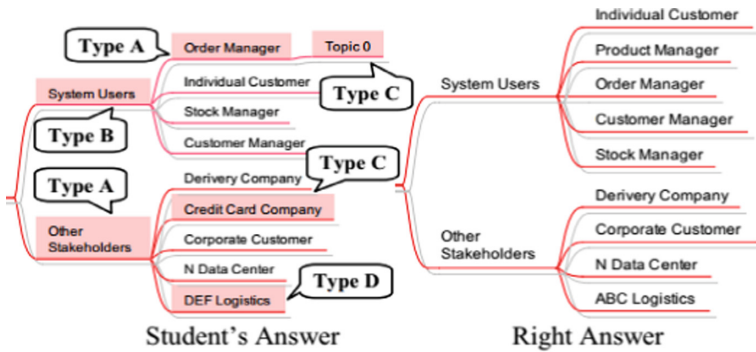 Type A
Order Manager
Topic 0
Type C
Individual Customer
System Users
Stock Manager
Type B
Customer Manager
Type C
Type A
Derivery Company
Credit Card Company
Other
Stakeholders
Corporate Customer
N Data Center
Type D
DEF Logistics
Student's Answer
Individual Customer
Product Manager
System Users
Order Manager
Customer Manager
Stock Manager
Derivery Company
Other
Stakeholders
Corporate Customer
N Data Center
ABC Logistics
Right Answer